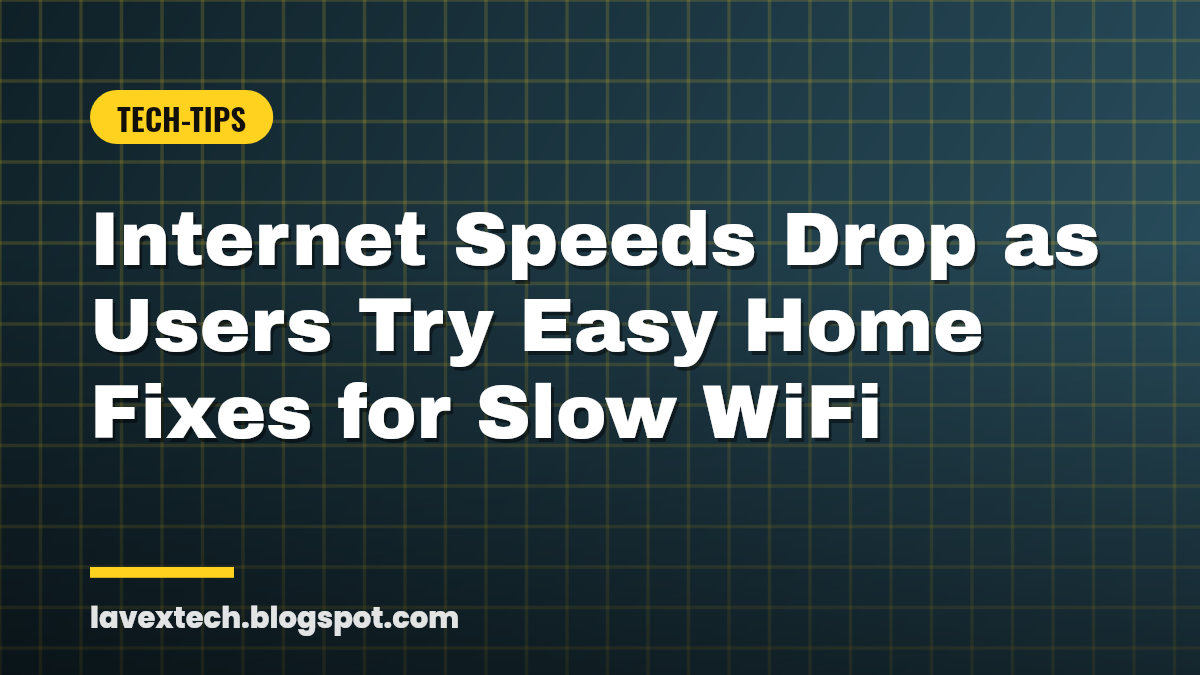 TECH-TIPS
Internet Speeds Drop as
Users Try Easy Home
Fixes for Slow WiFi
lavextech.blogspot.com